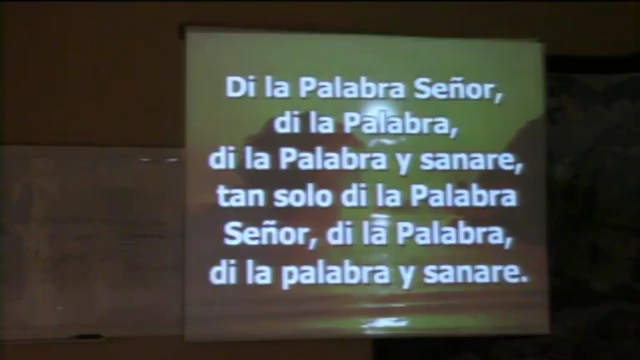 Di la Palabra Señor,
di la Palabra,
di la Palabra y sanare,
tan solo di la Palabra
Señor, di la Palabra,
di la palabra y sanare.